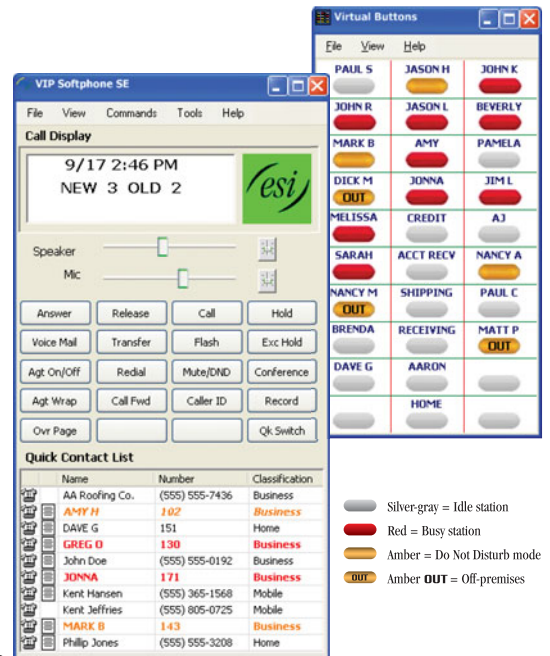 Virtual Buttons
File View Help
PAUL S JASON H JOHN K
JOHN R JASON L BEVERLY
MARK B AMY PAMELA
DICK M JONNA JIM L
OUT
MELISSA CREDIT AJ
SARAH ACCT RECV NANCY A
NANCY M SHIPPING PAUL C
OUT
BRENDA RECEIVING MATT P
OUT
DAVE G AARON
HOME
VIP Softphone SE
File View Commands Tools Help
Call Display
9/17 2:46 PM
NEW 3 OLD 2
esi
Speaker
Mic
Answer Release Call Hold
Voice Mail Transfer Flash Exc Hold
Agt On/Off Redial Mute/DND Conference
Agt Wrap Call Fwd Caller ID Record
Ovr Page Qk Switch
Quick Contact List
Name Number Classification
AA Roofing Co. (555) 555-7436 Business
AMY H 102 Business
DAVE G 151 Home
GREG O 130 Business
John Doe (555) 555-0192 Business
JONNA 171 Business
Kent Hansen (555) 365-1568 Mobile
Kent Jeffries (555) 805-0725 Mobile
MARK B 143 Business
Phillip Jones (555) 555-3208 Home
Silver-gray = Idle station
Red = Busy station
Amber = Do Not Disturb mode
OUT Amber OUT = Off-premises